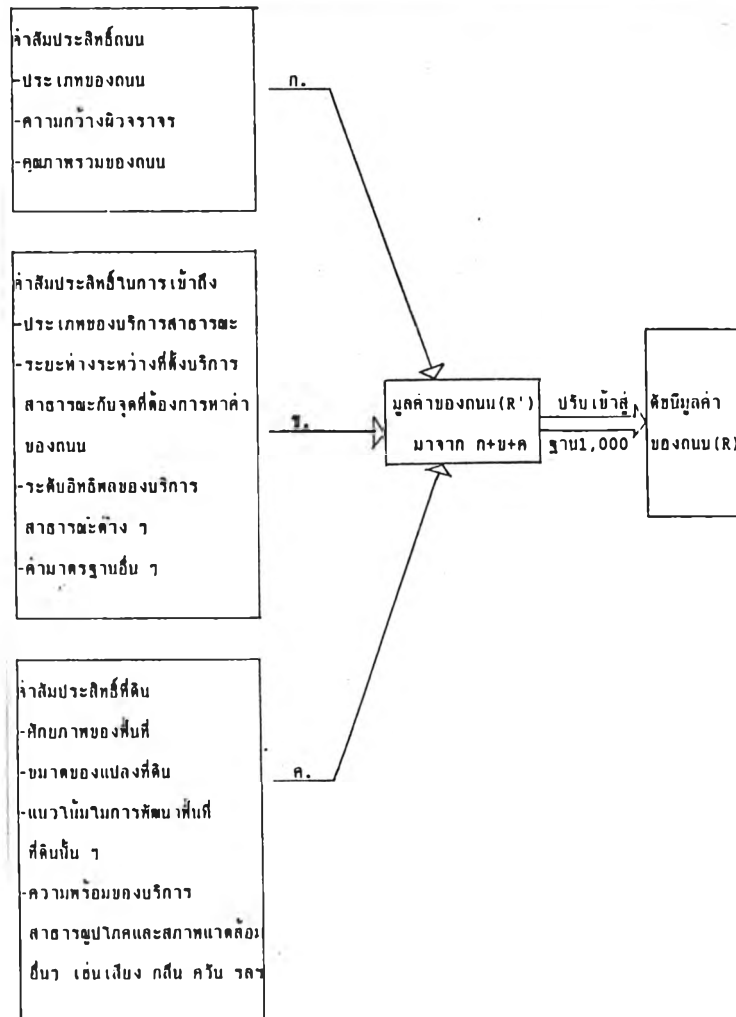 ค่าสัมประสิทธิ์ถนน
-ประเภทของถนน
-ความกว้างผิวจราจร
-คุณภาพรวมของถนน
ก.
ค่าสัมประสิทธิ์ในการเข้าถึง
-ประเภทของบริการสาธารณะ
-ระยะห่างระหว่างที่ตั้งบริการ
สาธารณะกับจุดที่ต้องการหาค่า
ของถนน
-ระดับอิทธิพลของบริการ
สาธารณะต่าง ๆ
-ค่ามาตรฐานอื่น ๆ
ข.
มูลค่าของถนน(R')
มาจาก ก+ข+ค
ปรับเข้าสู่
ฐาน1,000
ดัชนีมูลค่า
ของถนน(R)
ค่าสัมประสิทธิ์ที่ดิน
-ศักยภาพของพื้นที่
-ขนาดของแปลงที่ดิน
-แนวโน้มในการพัฒนาพื้นที่
ที่ดินนั้น ๆ
-ความพร้อมของบริการ
สาธารณูปโภคและสภาพแวดล้อม
อื่นๆ เช่นเสียง กลิ่น ควัน ฯลฯ
ค.